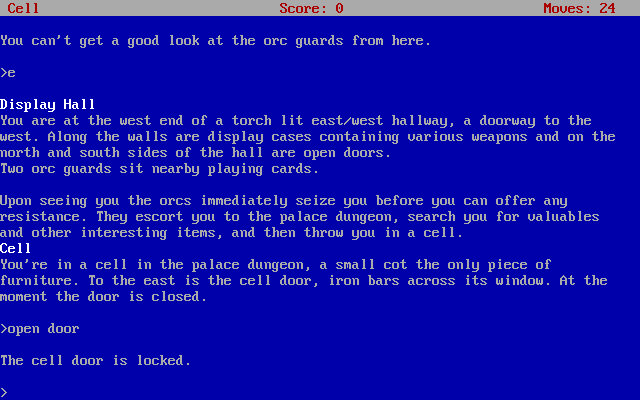 Cell Score: 0 Moves: 24
You can't get a good look at the orc guards from here.
>e
Display Hall
You are at the west end of a torch lit east/west hallway, a doorway to the
west. Along the walls are display cases containing various weapons and on the
north and south sides of the hall are open doors.
Two orc guards sit nearby playing cards.
Upon seeing you the orcs immediately seize you before you can offer any
resistance. They escort you to the palace dungeon, search you for valuables
and other interesting items, and then throw you in a cell.
Cell
You're in a cell in the palace dungeon, a small cot the only piece of
furniture. To the east is the cell door, iron bars across its window. At the
moment the door is closed.
>open door
The cell door is locked.
>